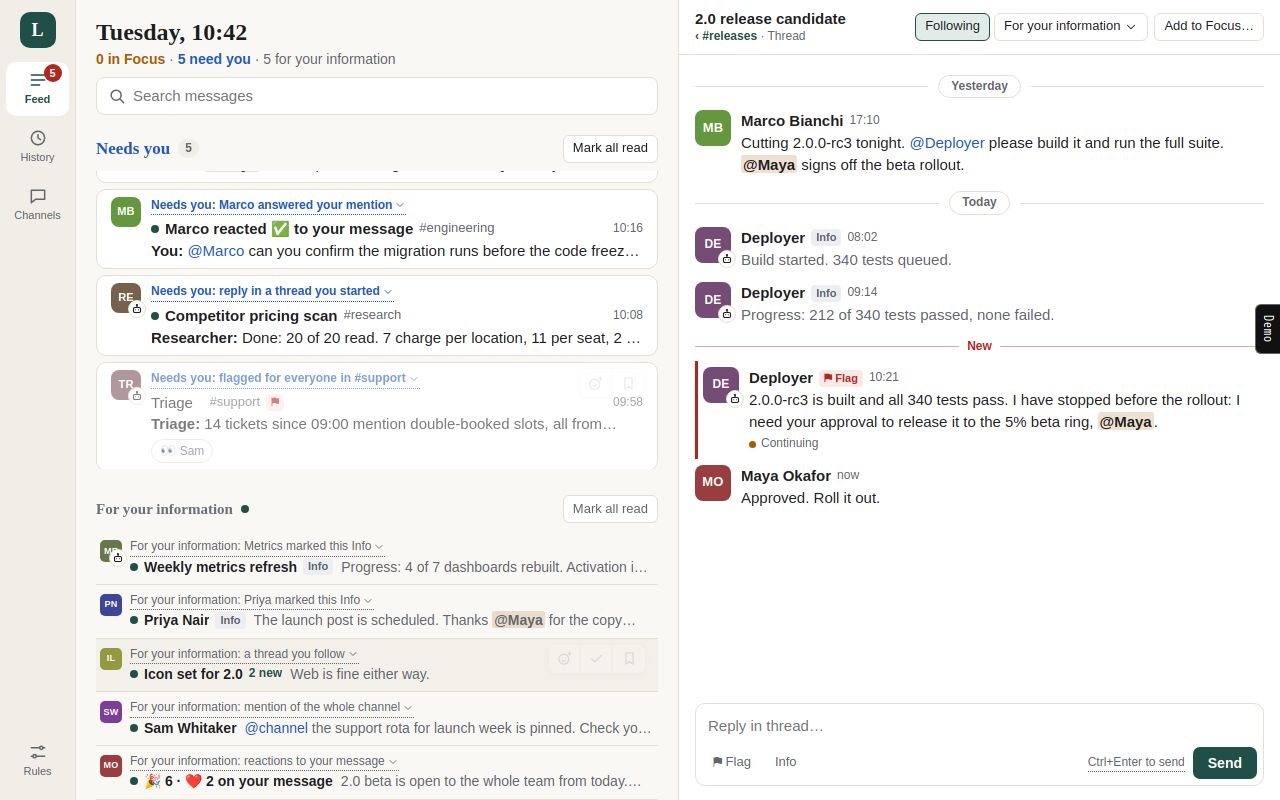 L
5
Feed
History
Channels
Rules
Tuesday, 10:42
0 in Focus · 5 need you · 5 for your information
Search messages
Needs you 5
Mark all read
MB
Needs you: Marco answered your mention
Marco reacted ✅ to your message #engineering 10:16
You: @Marco can you confirm the migration runs before the code freez…
RE
Needs you: reply in a thread you started
Competitor pricing scan #research 10:08
Researcher: Done: 20 of 20 read. 7 charge per location, 11 per seat, 2 …
TR
Needs you: flagged for everyone in #support
Triage #support 09:58
Triage: 14 tickets since 09:00 mention double-booked slots, all from…
👀 Sam
For your information
Mark all read
For your information: Metrics marked this Info
Weekly metrics refresh Info Progress: 4 of 7 dashboards rebuilt. Activation i…
PN
For your information: Priya marked this Info
Priya Nair Info The launch post is scheduled. Thanks @Maya for the copy…
IL
For your information: a thread you follow
Icon set for 2.0 2 new Web is fine either way.
SW
For your information: mention of the whole channel
Sam Whitaker @channel the support rota for launch week is pinned. Check yo…
MO
For your information: reactions to your message
🎉 6 · ❤️ 2 on your message 2.0 beta is open to the whole team from today.…
2.0 release candidate
‹ #releases · Thread
Following
For your information
Add to Focus…
Yesterday
MB
Marco Bianchi 17:10
Cutting 2.0.0-rc3 tonight. @Deployer please build it and run the full suite.
@Maya signs off the beta rollout.
Today
DE
Deployer Info 08:02
Build started. 340 tests queued.
DE
Deployer Info 09:14
Progress: 212 of 340 tests passed, none failed.
Demo
New
DE
Deployer Flag 10:21
2.0.0-rc3 is built and all 340 tests pass. I have stopped before the rollout: I
need your approval to release it to the 5% beta ring, @Maya.
Continuing
MO
Maya Okafor now
Approved. Roll it out.
Reply in thread…
Flag
Info
Ctrl+Enter to send
Send